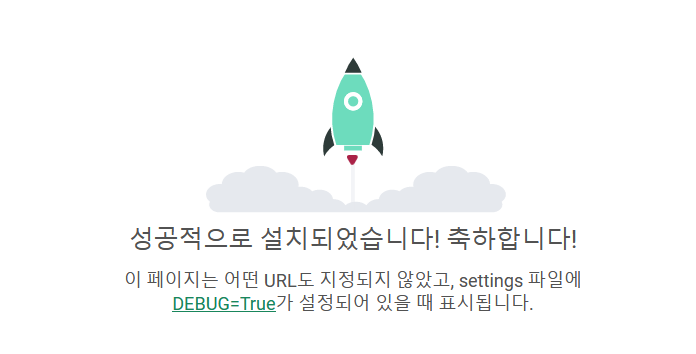 성공적으로 설치되었습니다! 축하합니다!
이 페이지는 어떤 URL도 지정되지 않았고, settings 파일에
DEBUG=True가 설정되어 있을 때 표시됩니다.